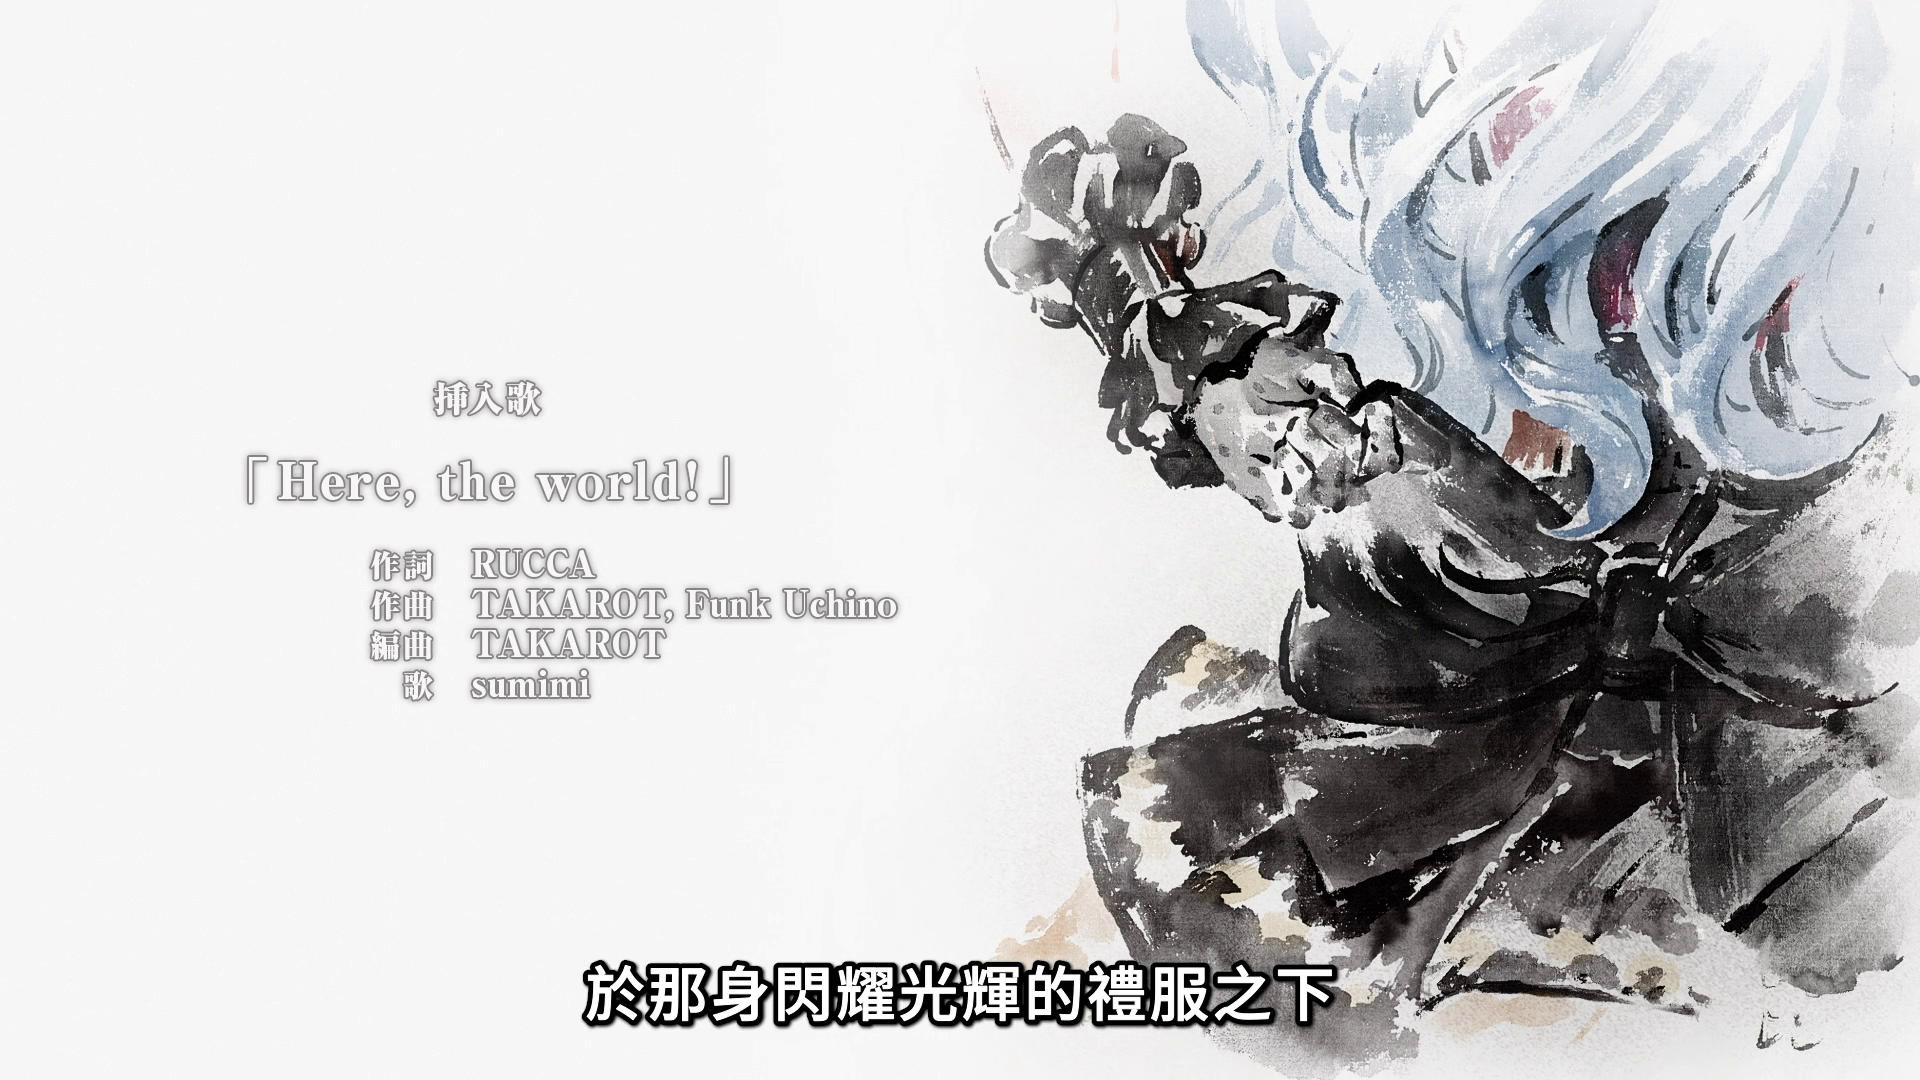 挿入歌
「Here, the world!」
作詞 RUCCA
作曲 TAKAROT, Funk Uchino
編曲 TAKAROT
歌 sumimi
於那身閃耀光輝的禮服之下